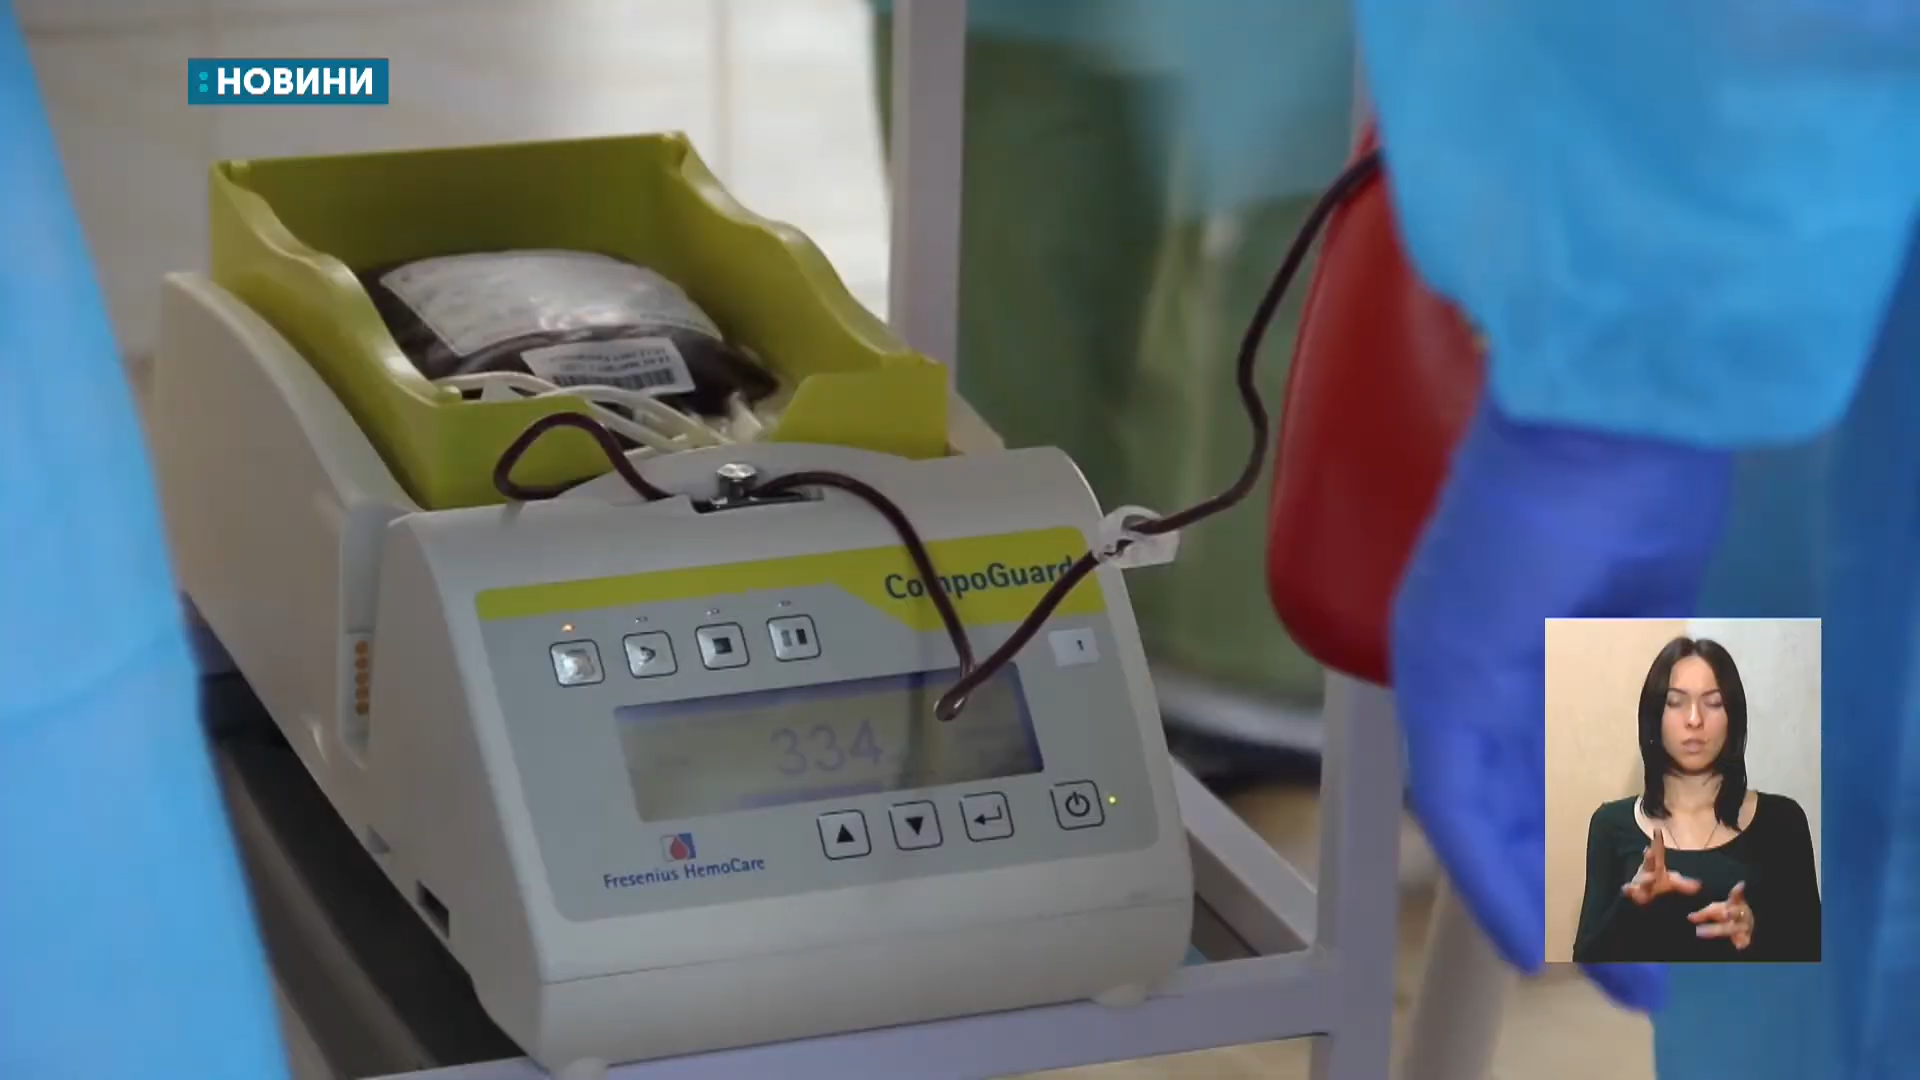 :НОВИНИ
CompoGuard
334
Fresenius HemoCare